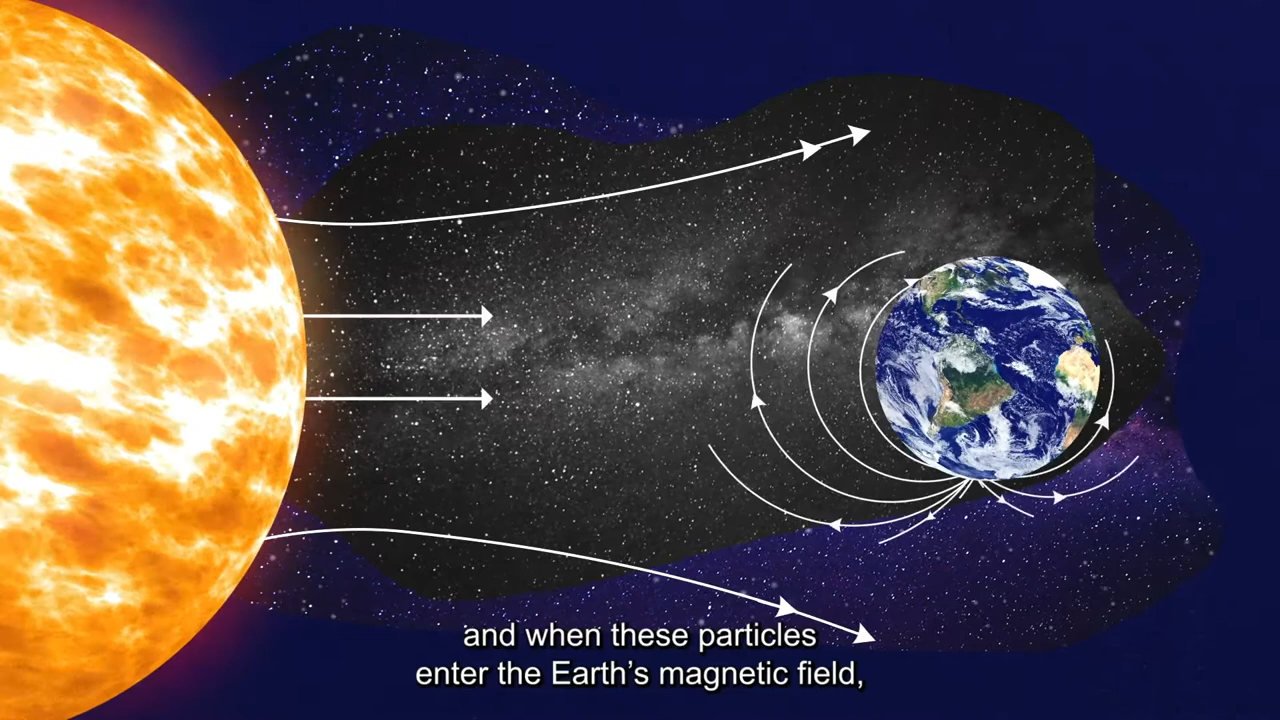 and when these particles
enter the Earth’s magnetic field,